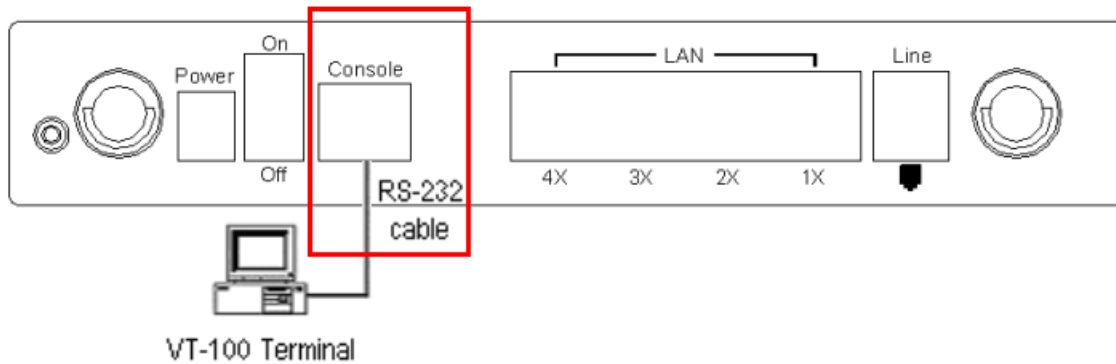 On
Power
Console
LAN
Line
Off
4X 3X 2X 1X
RS-232
cable
VT-100 Terminal